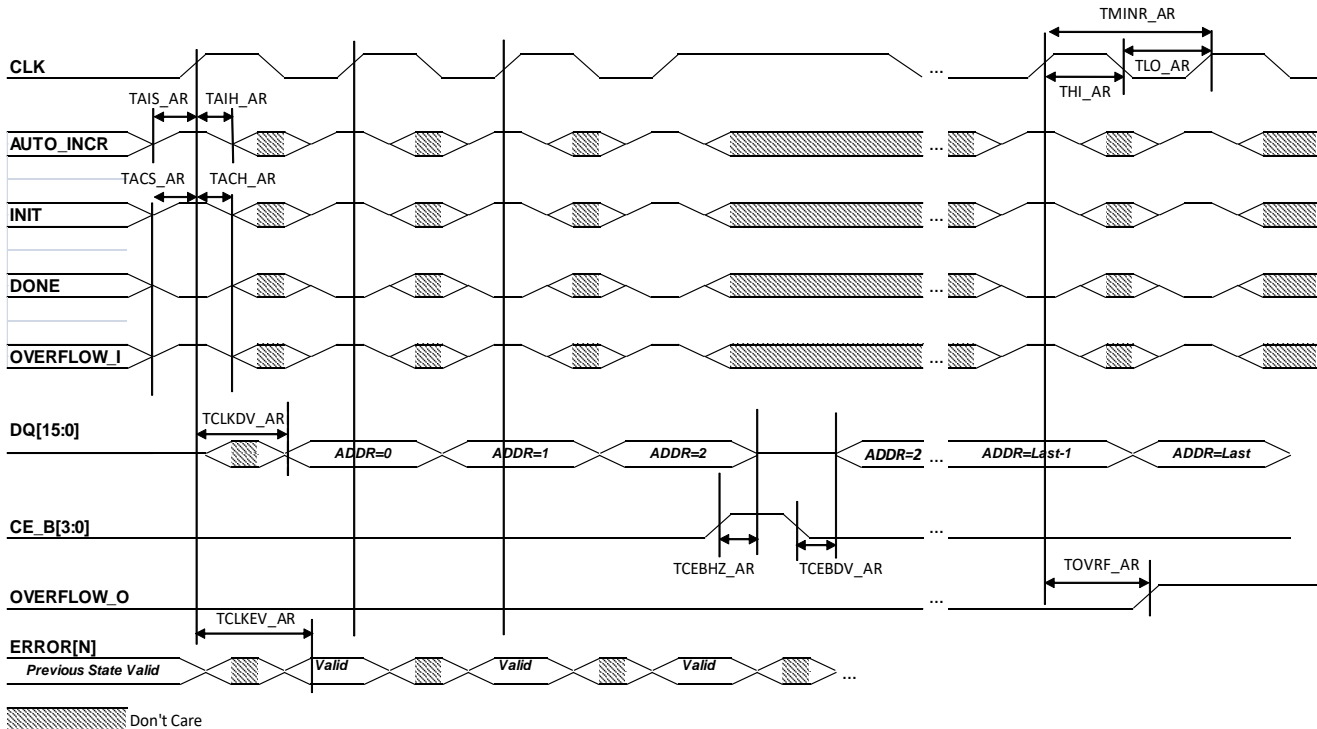 TMINR_AR
CLK
TLO_AR
...
THI_AR
TAIS_AR TAIH_AR
AUTO_INCR
...
TACS_AR TACH_AR
INIT
...
DONE
...
OVERFLOW_I
...
TCLKDV_AR
DQ[15:0]
ADDR=0 ADDR=1 ADDR=2 ADDR=2 ... ADDR=Last-1 ADDR=Last
CE_B[3:0]
...
TCEBHZ_AR TCEBDV_AR TOVRF_AR
OVERFLOW_O
...
TCLKEV_AR
ERROR[N]
Previous State Valid Valid Valid Valid ...
Don't Care